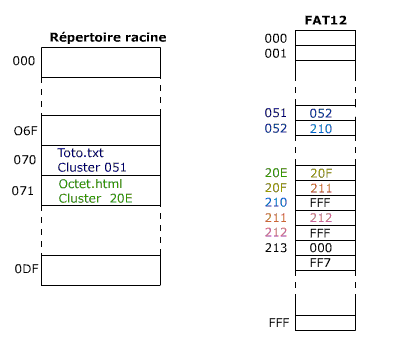 Répertoire racine
000
O6F
070
Toto.txt
Cluster 051
071
Octet.html
Cluster 20E
0DF
FAT12
000
001
051 052
052 210
20E 20F
20F 211
210 FFF
211 212
212 FFF
213 000
FF7
FFF